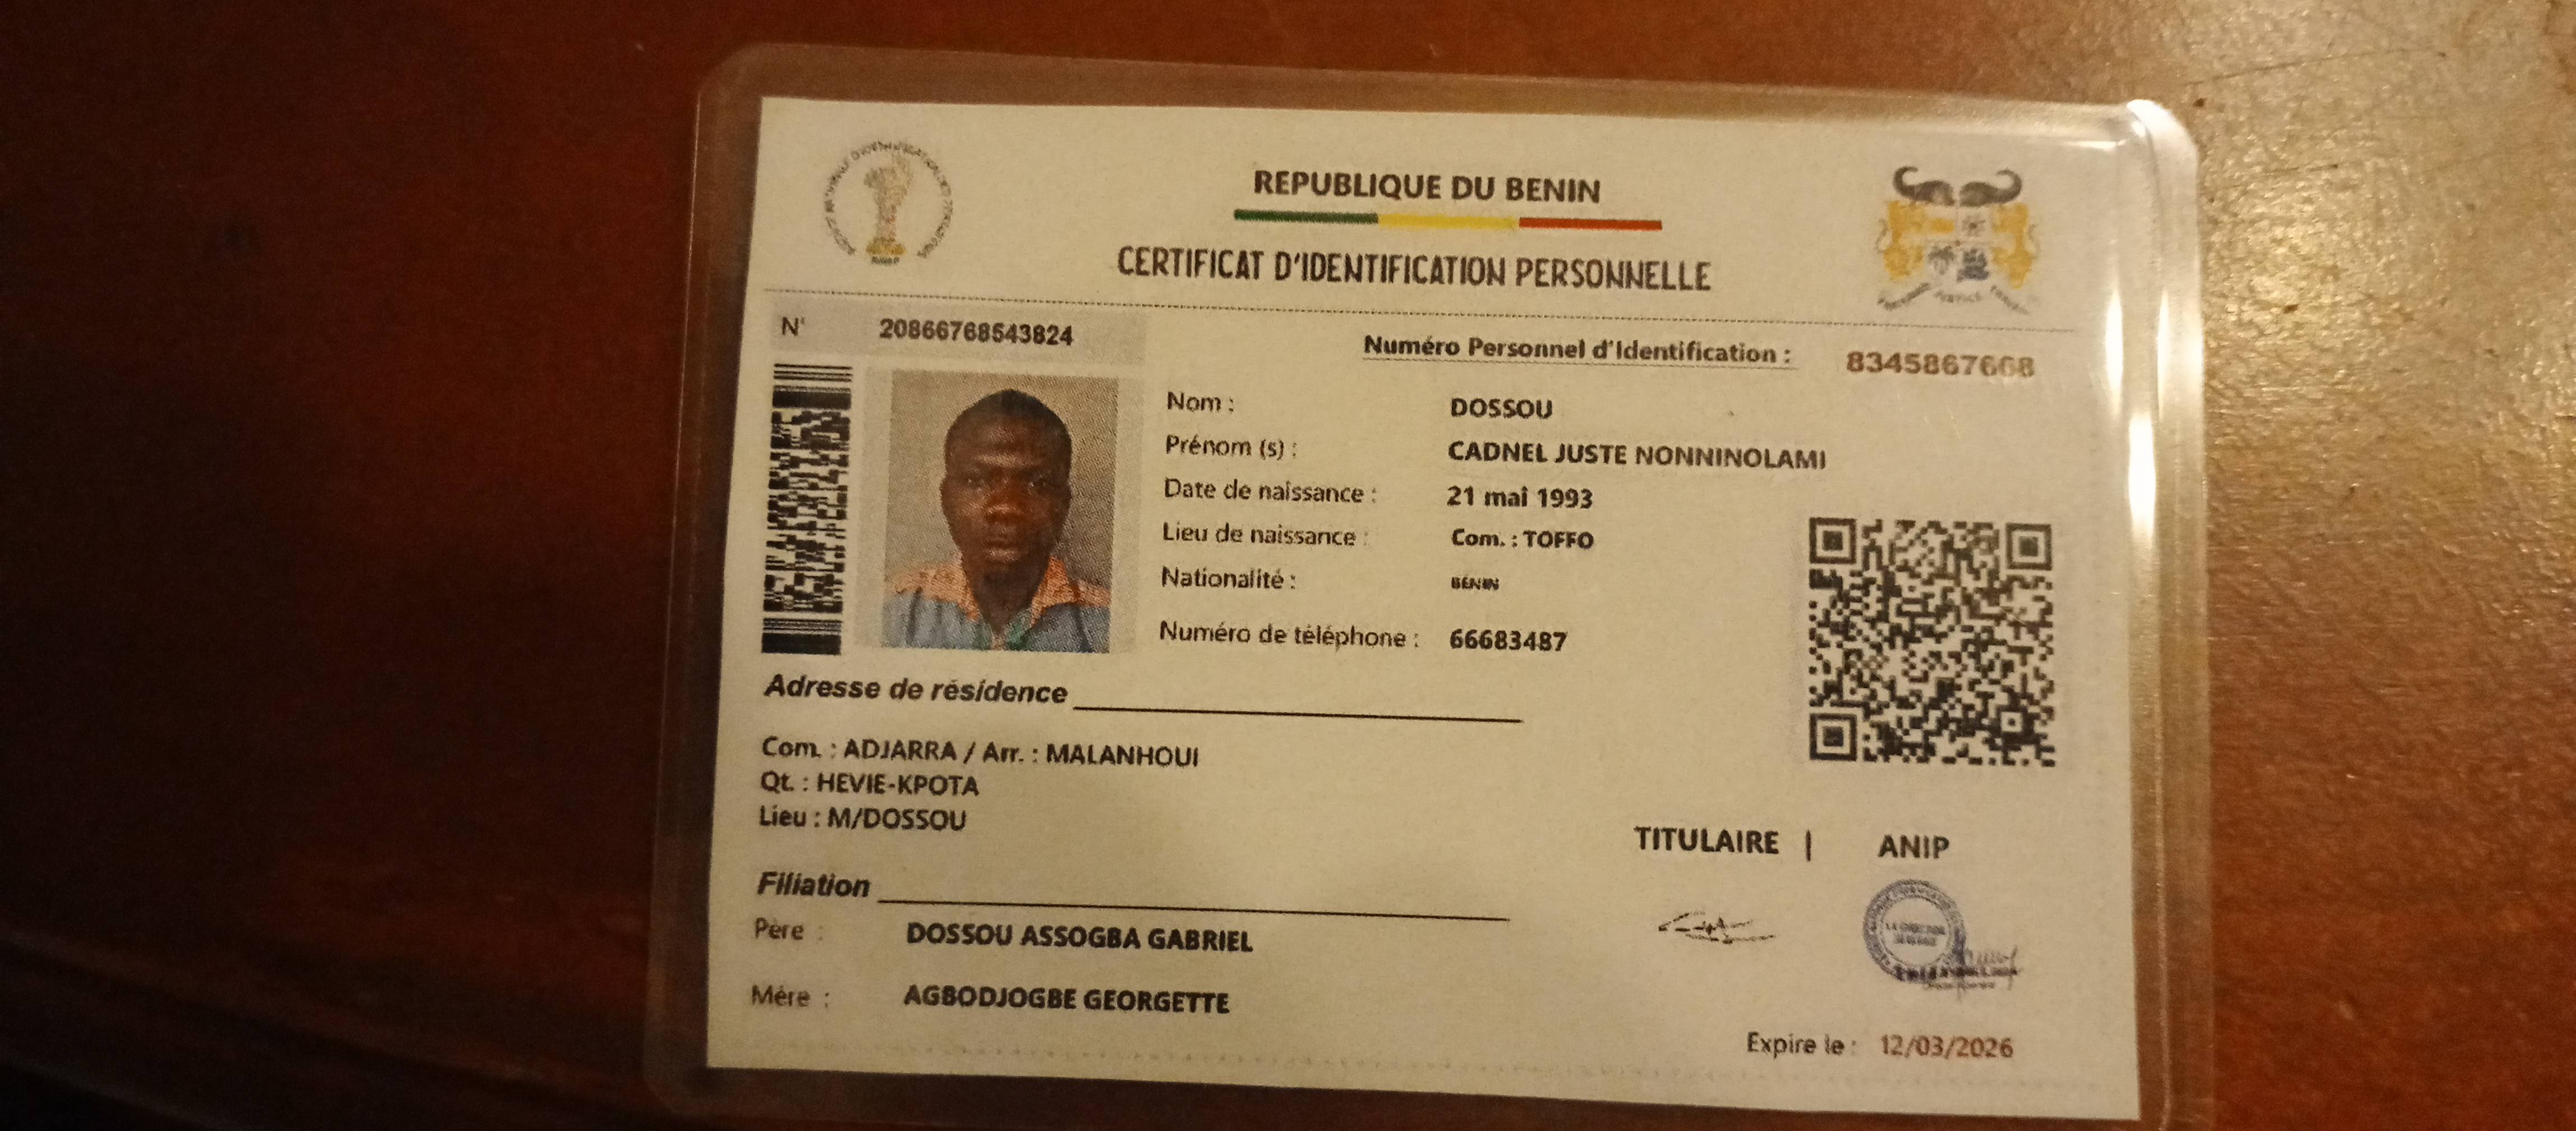 REPUBLIQUE DU BENIN
CERTIFICAT D'IDENTIFICATION PERSONNELLE
N° 20866768543824
Numéro Personnel d'Identification : 8345867668
Nom : DOSSOU
Prénom (s) : CADNEL JUSTE NONNINOLAMI
Date de naissance : 21 mai 1993
Lieu de naissance : Com. : TOFFO
Nationalité : BENIN
Numéro de téléphone : 66683487
Adresse de résidence
Com. : ADJARRA / Arr. : MALANHOUI
Qt. : HEVIE-KPOTA
Lieu : M/DOSSOU
TITULAIRE | ANIP
Filiation
Père : DOSSOU ASSOGBA GABRIEL
Mère : AGBODJOGBE GEORGETTE
Expire le : 12/03/2026